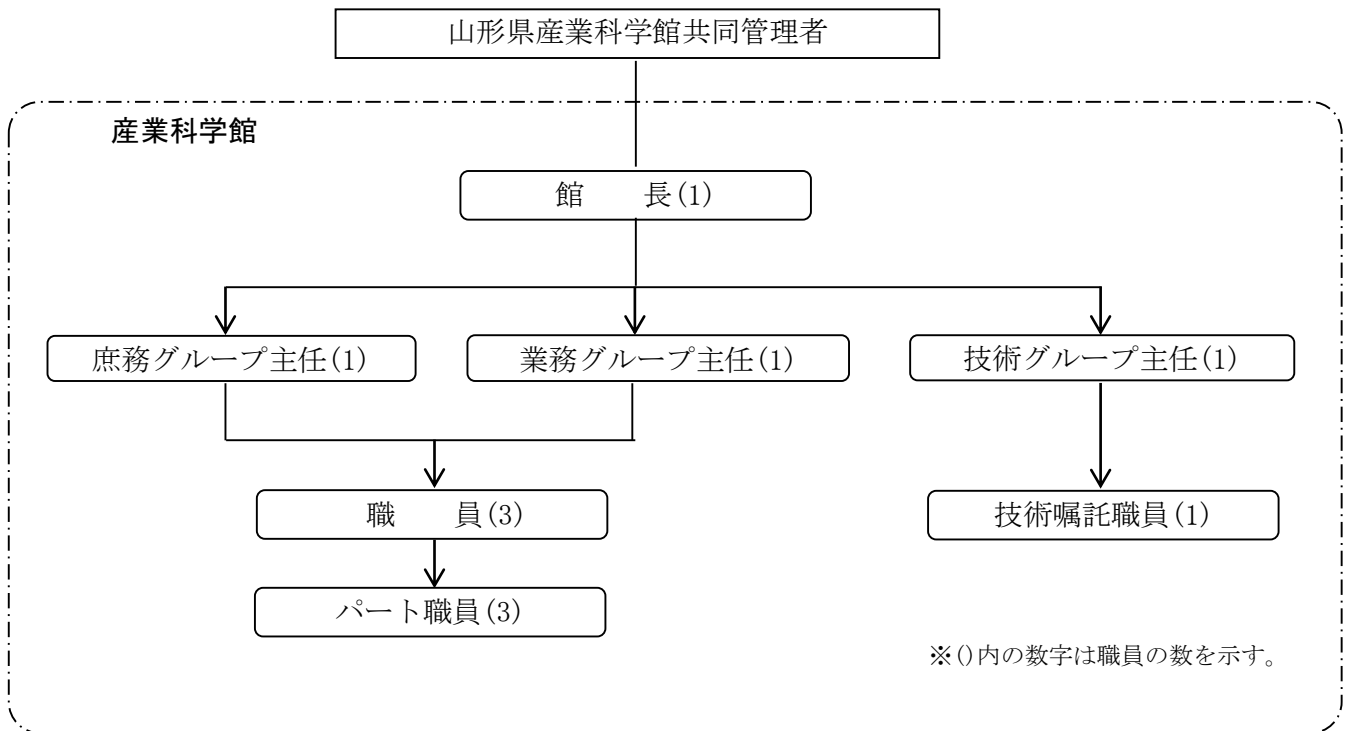 山形県産業科学館共同管理者
産業科学館
館　　長(1)
庶務グループ主任(1)
業務グループ主任(1)
技術グループ主任(1)
職　　員(3)
技術嘱託職員(1)
パート職員(3)
※()内の数字は職員の数を示す。